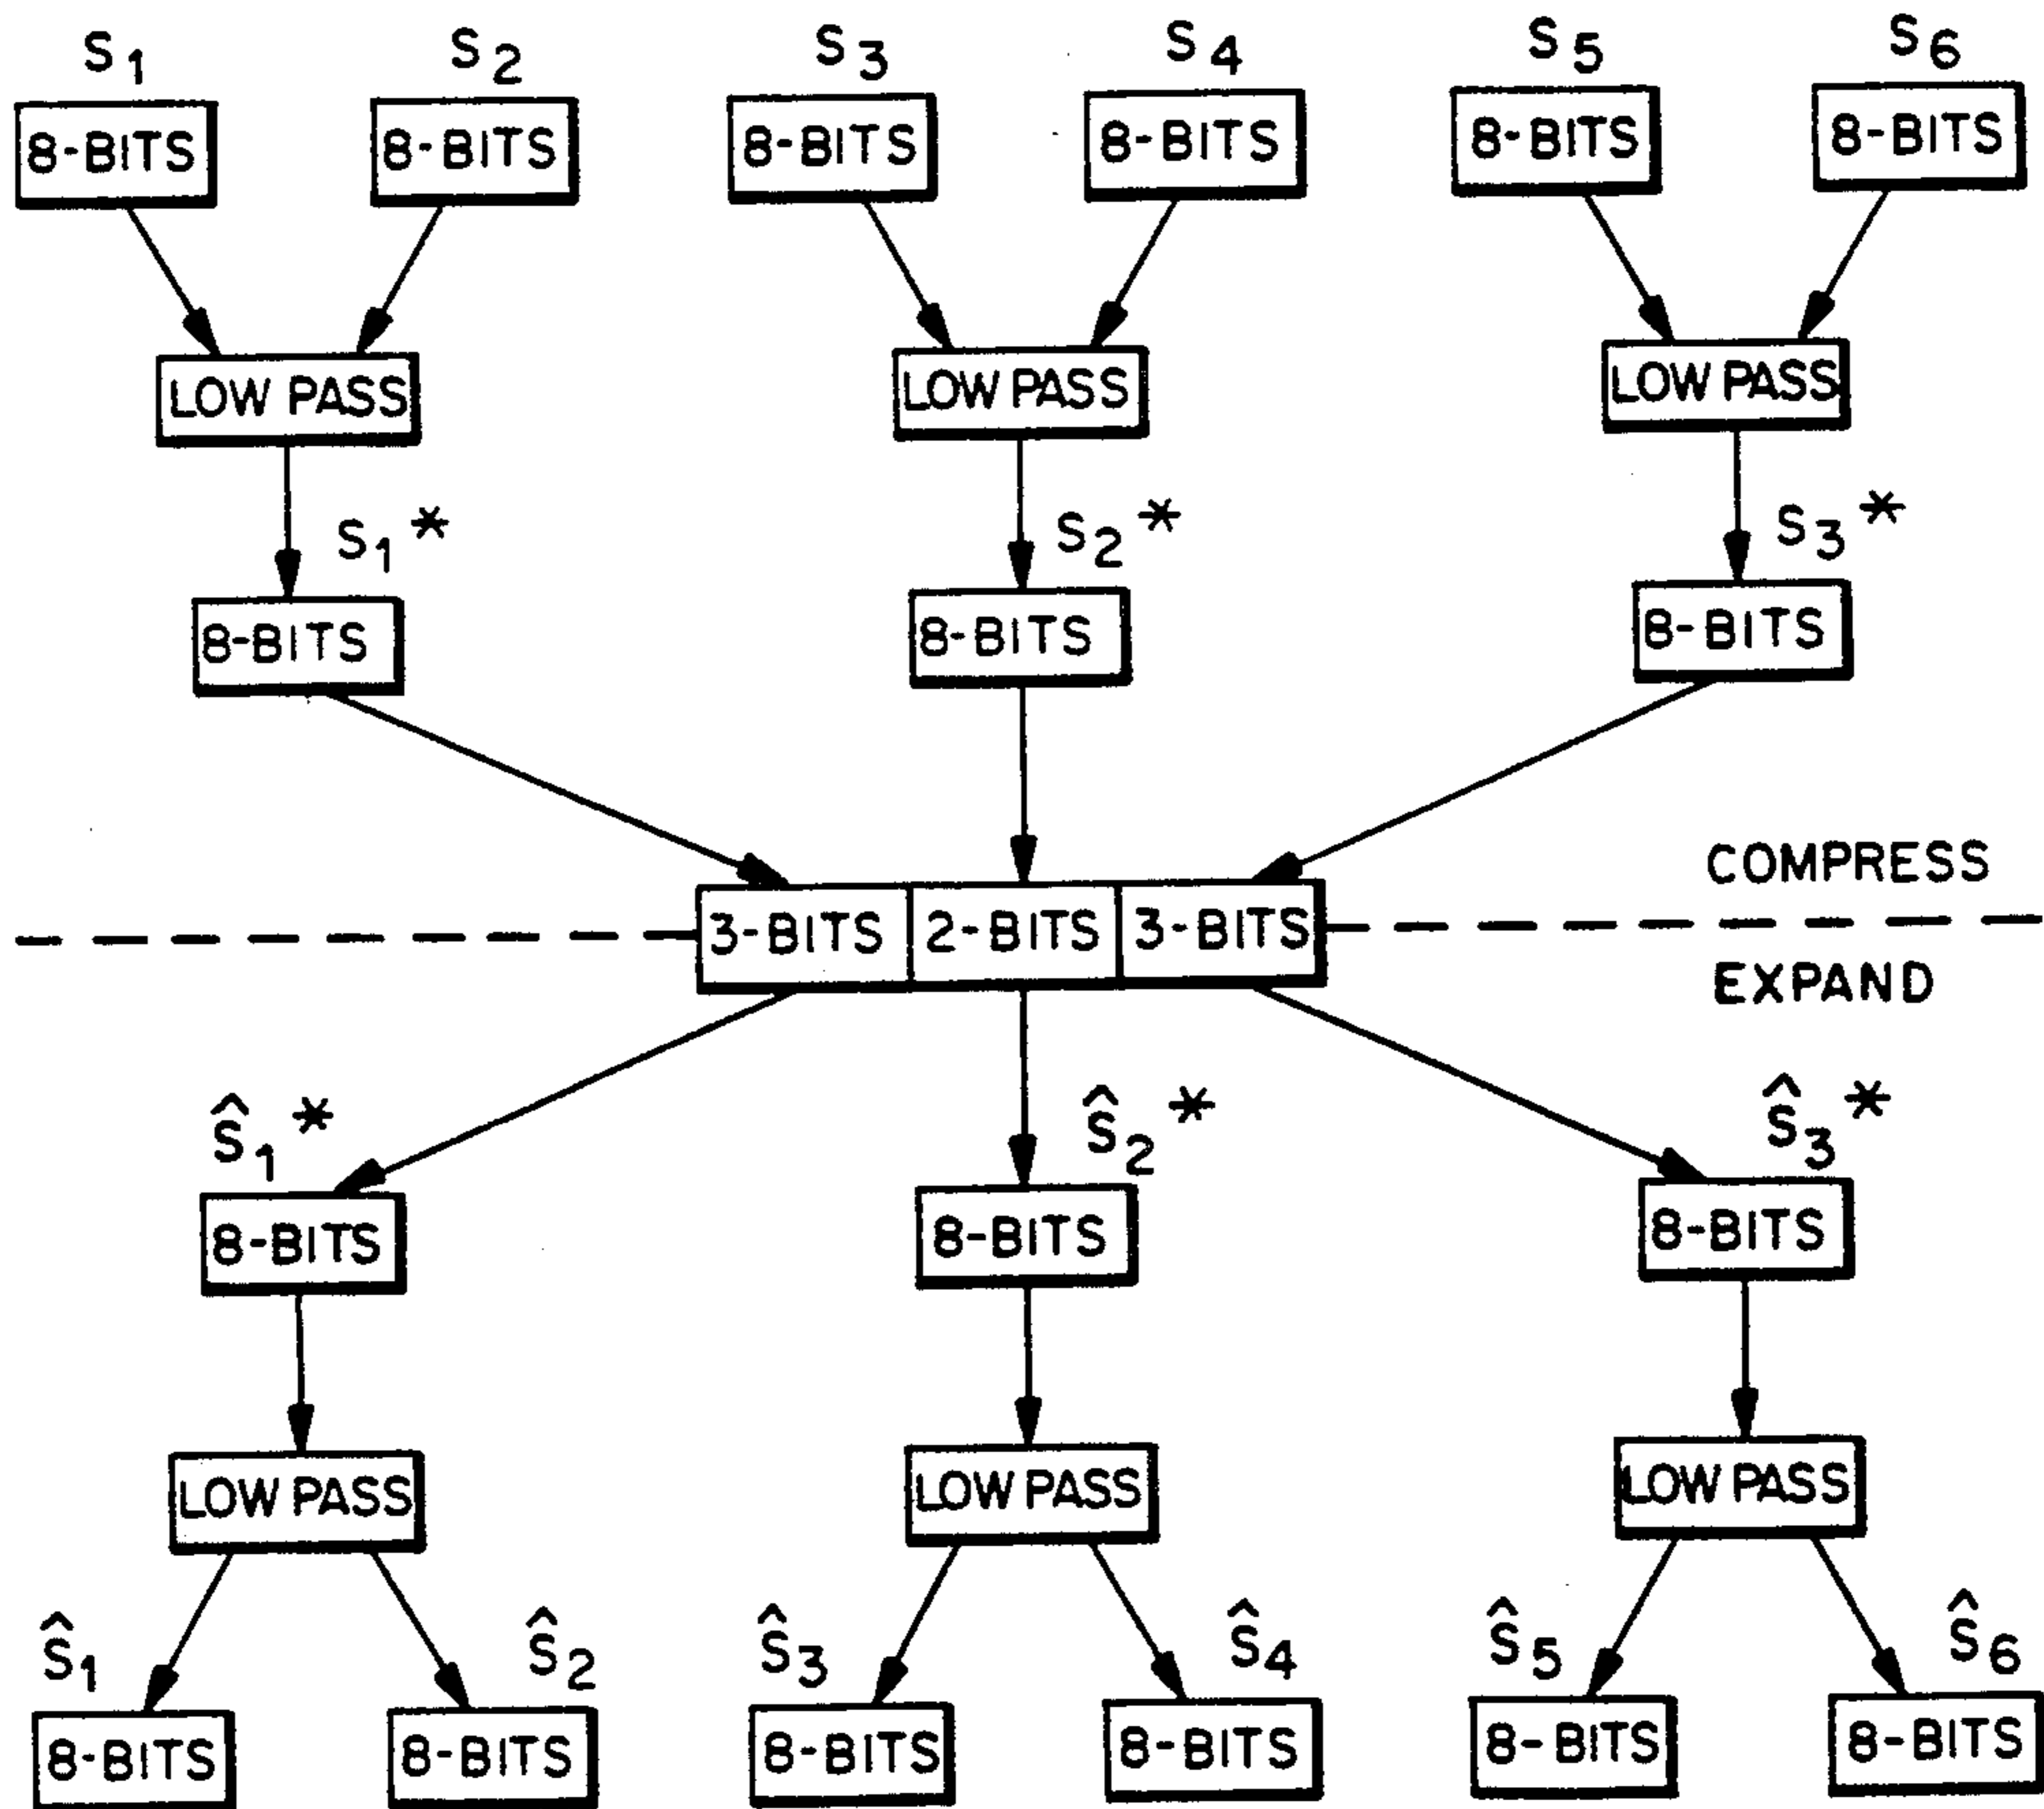 S1 S2 S3 S4 S5 S6
8-BITS 8-BITS 8-BITS 8-BITS 8-BITS 8-BITS
LOW PASS LOW PASS LOW PASS
S1* S2* S3*
8-BITS 8-BITS 8-BITS
COMPRESS
3-BITS 2-BITS 3-BITS
EXPAND
Ŝ1* Ŝ2* Ŝ3*
8-BITS 8-BITS 8-BITS
LOW PASS LOW PASS LOW PASS
Ŝ1 Ŝ2 Ŝ3 Ŝ4 Ŝ5 Ŝ6
8-BITS 8-BITS 8-BITS 8-BITS 8-BITS 8-BITS